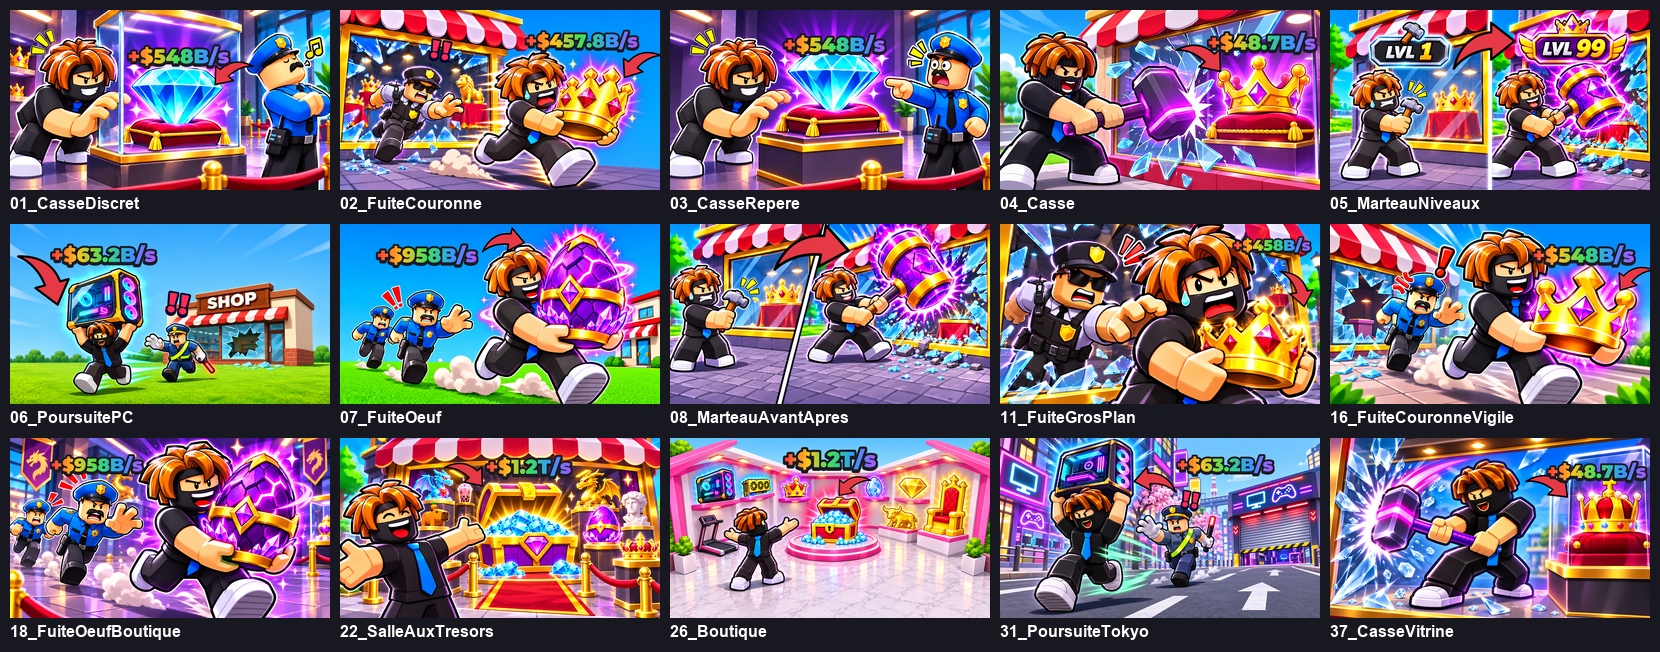 +$548B/s
01_CasseDiscret
!!
+$457.8B/s
02_FuiteCouronne
+$548B/s
03_CasseRepere
+$48.7B/s
04_Casse
LVL 1
LVL 99
05_MarteauNiveaux
+$63.2B/s
!!
SHOP
06_PoursuitePC
+$958B/s
!!
07_FuiteOeuf
08_MarteauAvantApres
+$458B/s
11_FuiteGrosPlan
!
+$548B/s
16_FuiteCouronneVigile
+$958B/s
18_FuiteOeufBoutique
+$1.2T/s
22_SalleAuxTresors
+$1.2T/s
26_Boutique
+$63.2B/s
!!
31_PoursuiteTokyo
+$48.7B/s
37_CasseVitrine